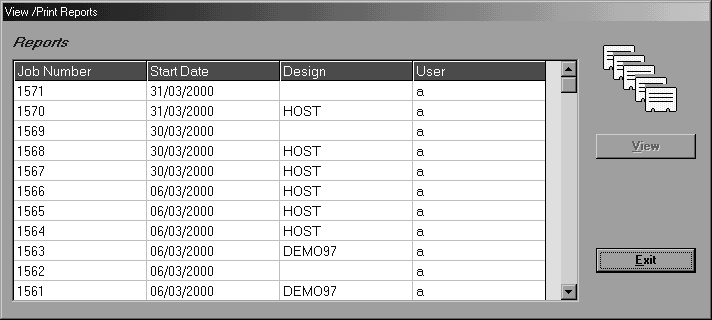 View /Print Reports
Reports
Job Number Start Date Design User
1571 31/03/2000 a
1570 31/03/2000 HOST a
1569 30/03/2000 a
1568 30/03/2000 HOST a
1567 30/03/2000 HOST a
1566 06/03/2000 HOST a
1565 06/03/2000 HOST a
1564 06/03/2000 HOST a
1563 06/03/2000 DEMO97 a
1562 06/03/2000 a
1561 06/03/2000 DEMO97 a
View
Exit